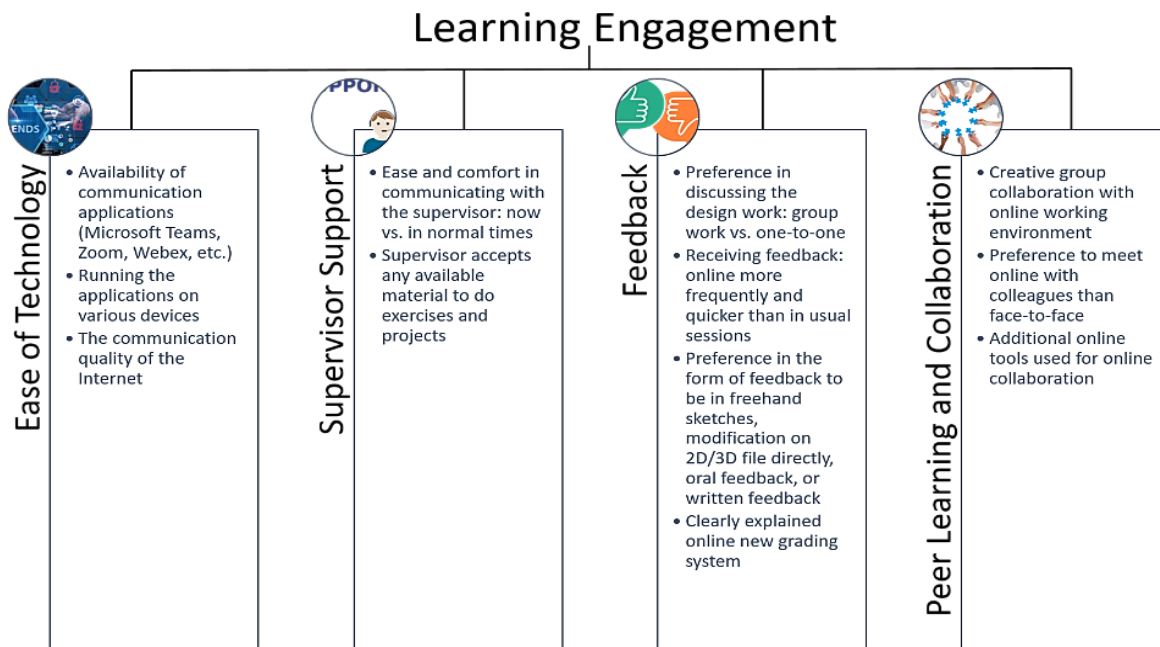 Learning Engagement
ENDS
Ease of Technology
• Availability of
communication
applications
(Microsoft Teams,
Zoom, Webex, etc.)
• Running the
applications on
various devices
• The communication
quality of the
Internet
PPOR
Supervisor Support
• Ease and comfort in
communicating with
the supervisor: now
vs. in normal times
• Supervisor accepts
any available
material to do
exercises and
projects
Feedback
• Preference in
discussing the
design work: group
work vs. one-to-one
• Receiving feedback:
online more
frequently and
quicker than in usual
sessions
• Preference in the
form of feedback to
be in freehand
sketches,
modification on
2D/3D file directly,
oral feedback, or
written feedback
• Clearly explained
online new grading
system
Peer Learning and Collaboration
• Creative group
collaboration with
online working
environment
• Preference to meet
online with
colleagues than
face-to-face
• Additional online
tools used for online
collaboration